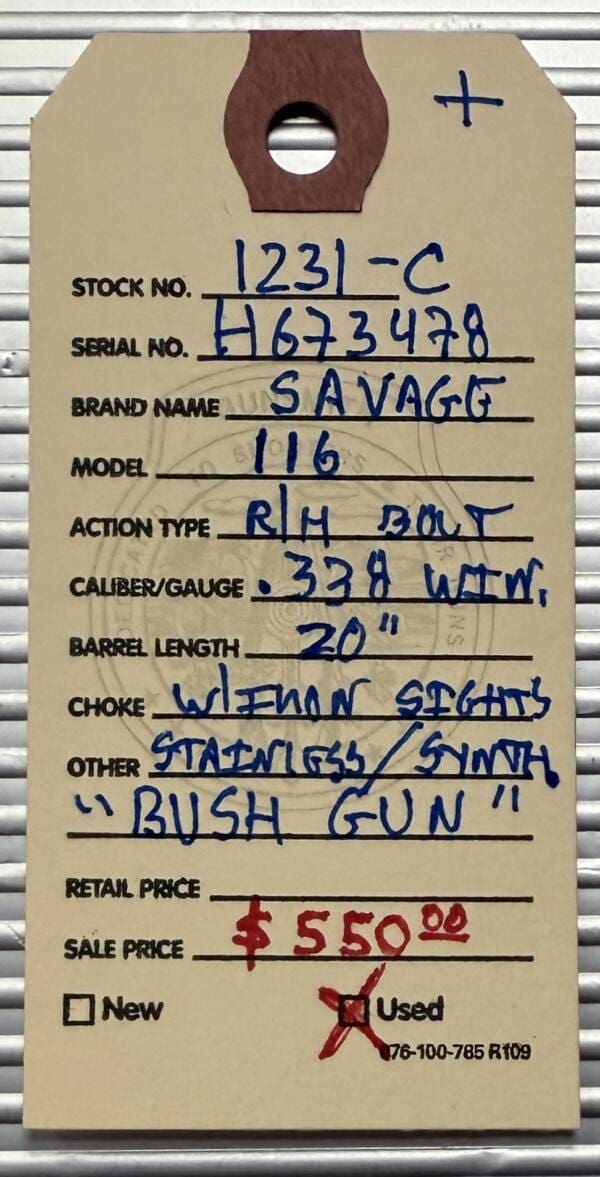 +
STOCK NO. 1231-C
SERIAL NO. H673478
BRAND NAME SAVAGE
MODEL 116
ACTION TYPE R/H BOLT
CALIBER/GAUGE .338 WIN.
BARREL LENGTH 20"
CHOKE W/IRON SIGHTS
OTHER STAINLESS/SYNTH.
"BUSH GUN"
RETAIL PRICE
SALE PRICE $550.00
New Used
076-100-785 R109